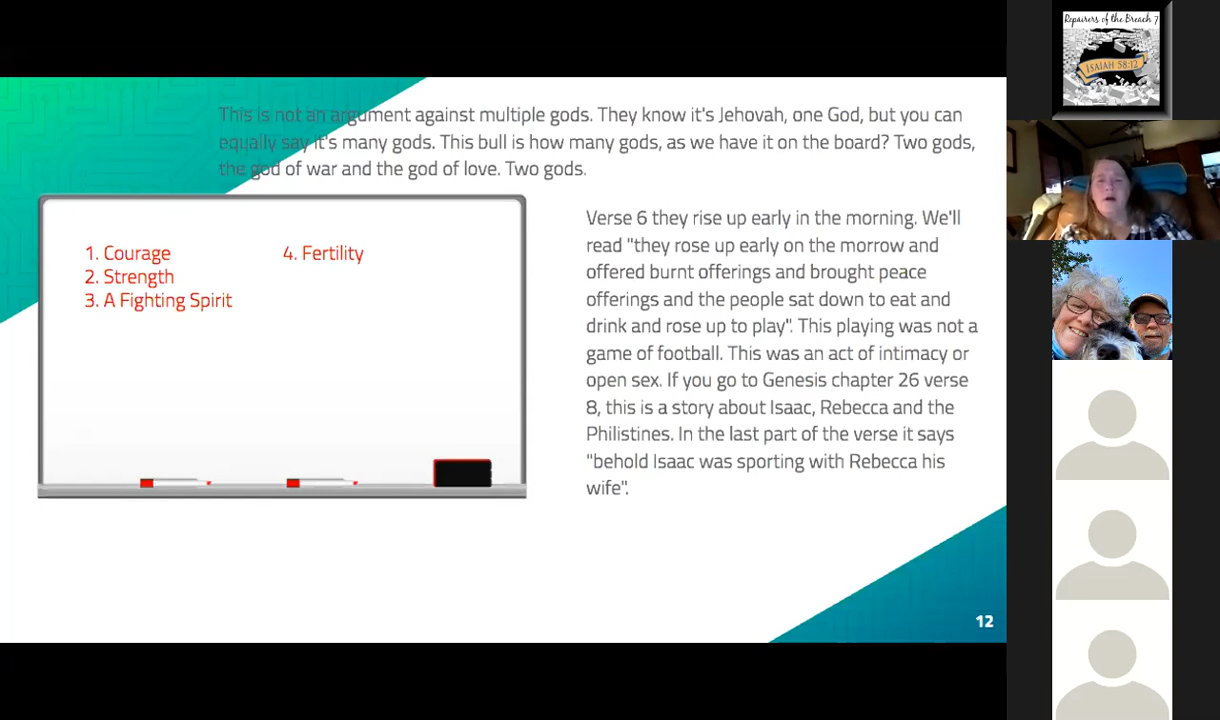 This is not an argument against multiple gods. They know it's Jehovah, one God, but you can
equally say it's many gods. This bull is how many gods, as we have it on the board? Two gods,
the god of war and the god of love. Two gods.
1. Courage
2. Strength
3. A Fighting Spirit
4. Fertility
Verse 6 they rise up early in the morning. We'll
read "they rose up early on the morrow and
offered burnt offerings and brought peace
offerings and the people sat down to eat and
drink and rose up to play". This playing was not a
game of football. This was an act of intimacy or
open sex. If you go to Genesis chapter 26 verse
8, this is a story about Isaac, Rebecca and the
Philistines. In the last part of the verse it says
"behold Isaac was sporting with Rebecca his
wife".
12
Repairers of the Breach 7
ISAIAH 58:12